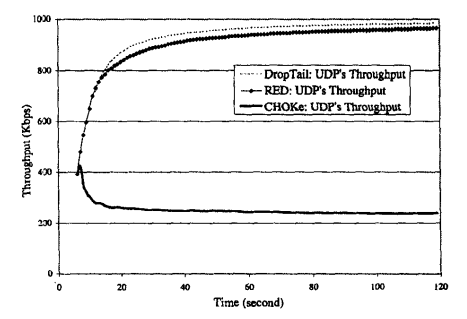 1000
800
600
400
200
0
Throughput (Kbps)
DropTail: UDP's Throughput
RED: UDP's Throughput
CHOKe: UDP's Throughput
0 20 40 60 80 100 120
Time (second)